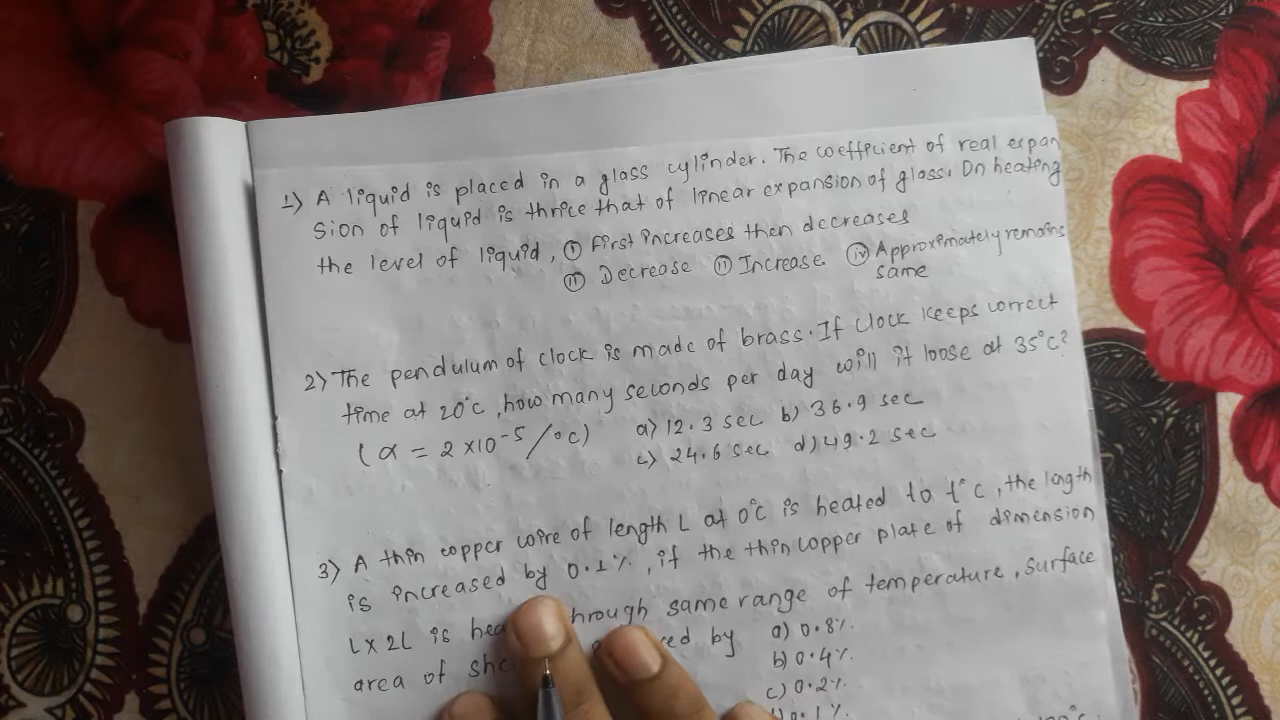 1) A liquid is placed in a glass cylinder. The coefficient of real expan
sion of liquid is thrice that of linear expansion of glass. On heating
the level of liquid, (i) First increases then decreases
(ii) Decrease (iii) Increase (iv) Approximately remains
same
2) The pendulum of clock is made of brass. If clock keeps correct
time at 20°c, how many seconds per day will it loose at 35°C?
(α = 2 ×10⁻⁵ /°c) a) 12.3 sec b) 36.9 sec
c) 24.6 sec d) 49.2 sec
3) A thin copper wire of length L at 0°C is heated to t°C, the length
is increased by 0.1%, if the thin copper plate of dimension
L × 2L is hea hrough same range of temperature, surface
area of she red by a) 0.8%.
b) 0.4%.
c) 0.2%.
0.1%.